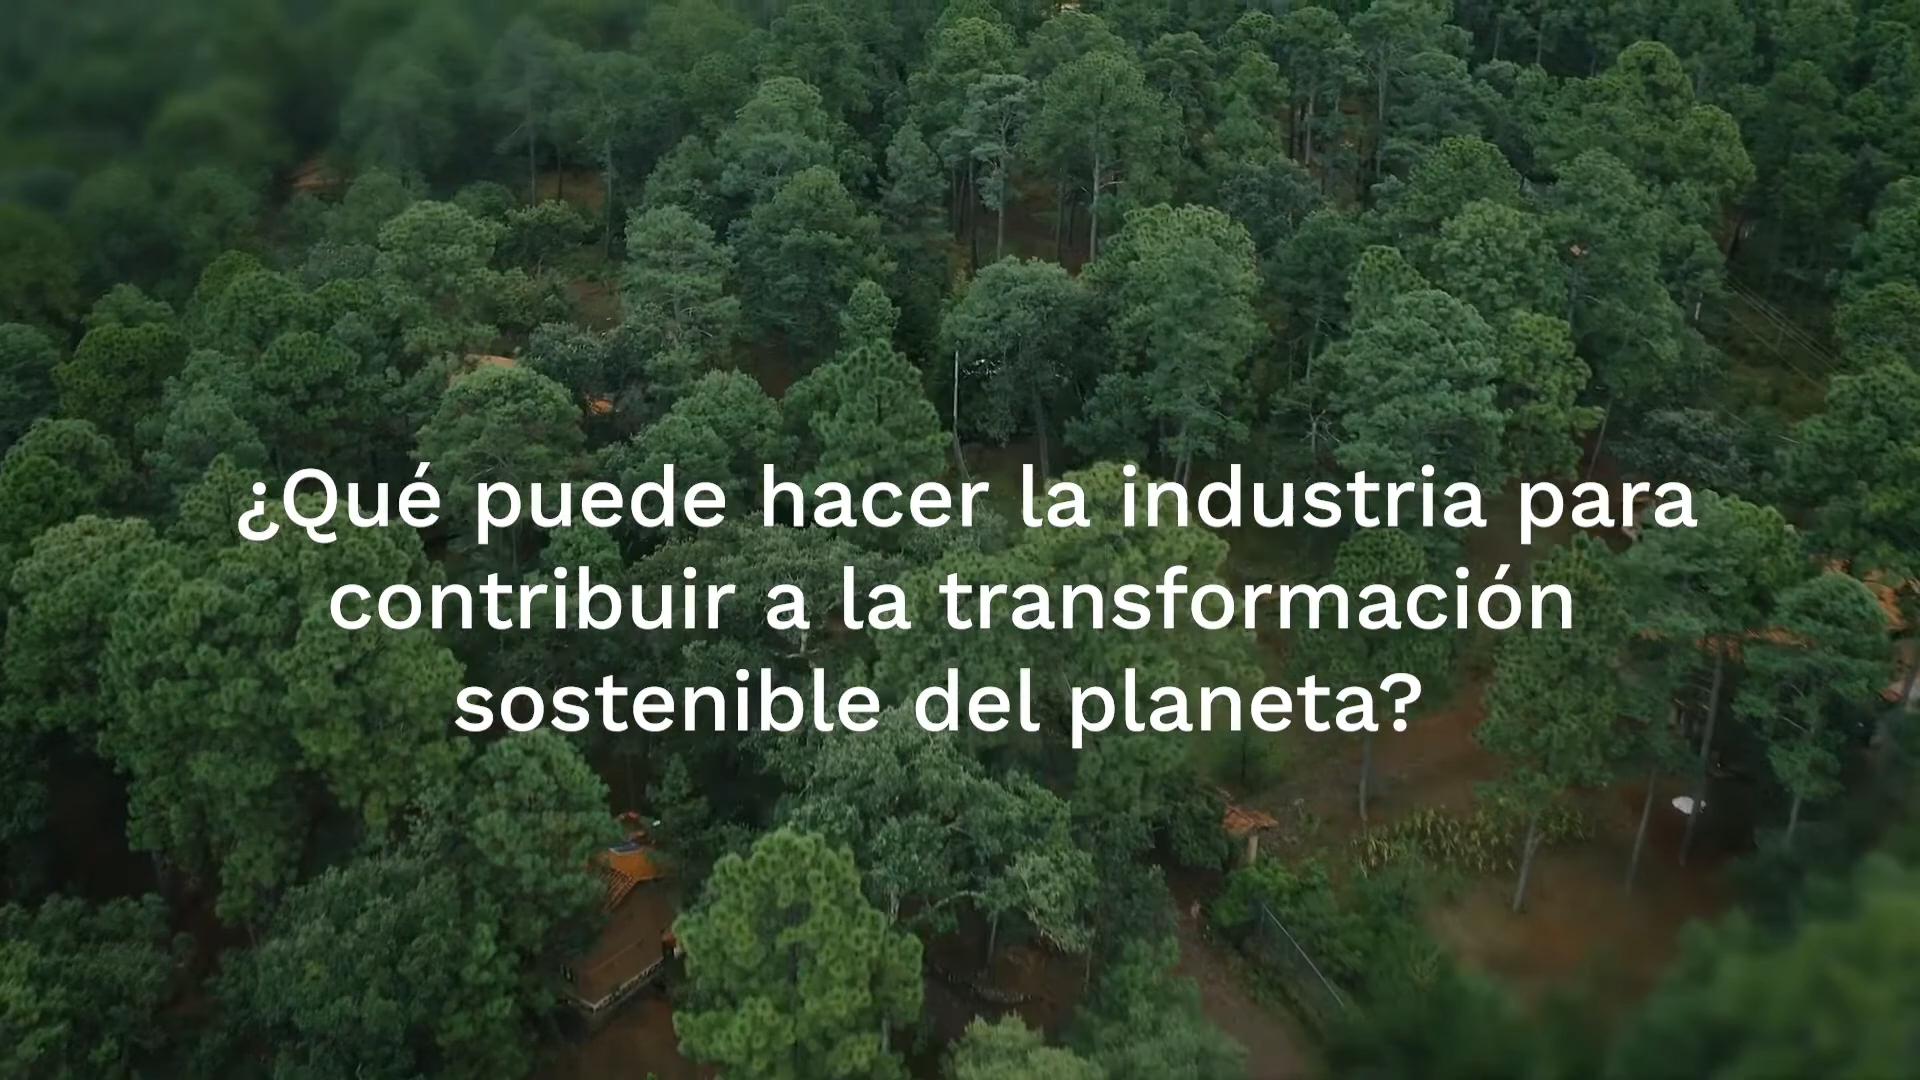 ¿Qué puede hacer la industria para
contribuir a la transformación
sostenible del planeta?